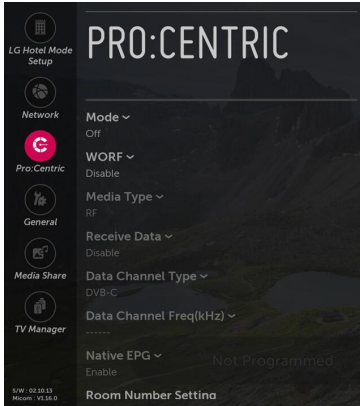 PRO:CENTRIC
LG Hotel Mode
Setup
Network
Pro:Centric
General
Media Share
TV Manager
S/W : 02.10.13
Micom : V1.16.0
Mode
Off
WORF
Disable
Media Type
RF
Receive Data
Disable
Data Channel Type
DVB-C
Data Channel Freq(kHz)
------
Native EPG
Enable
Not Programmed
Room Number Setting